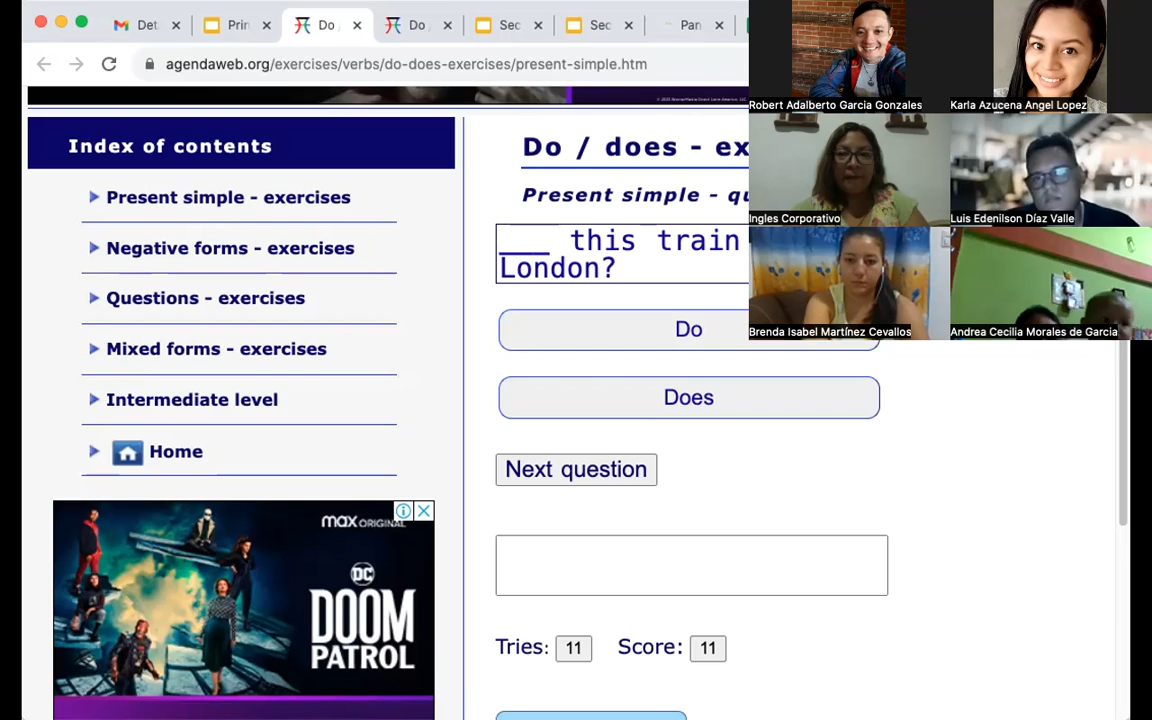 Det
Prin
Do
Do
Sec
Sec
Pan
agendaweb.org/exercises/verbs/do-does-exercises/present-simple.htm
Index of contents
Present simple - exercises
Negative forms - exercises
Questions - exercises
Mixed forms - exercises
Intermediate level
Home
max ORIGINAL
DC
DOOM
PATROL
Do / does - ex
Present simple - qu
___ this train
London?
Do
Does
Next question
Tries: 11 Score: 11
Robert Adalberto Garcia Gonzales
Karla Azucena Angel Lopez
Ingles Corporativo
Luis Edenilson Díaz Valle
Brenda Isabel Martínez Cevallos
Andrea Cecilia Morales de Garcia